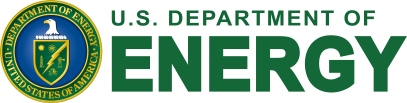 DEPARTMENT OF ENERGY
UNITED STATES OF AMERICA
U.S. DEPARTMENT OF
ENERGY